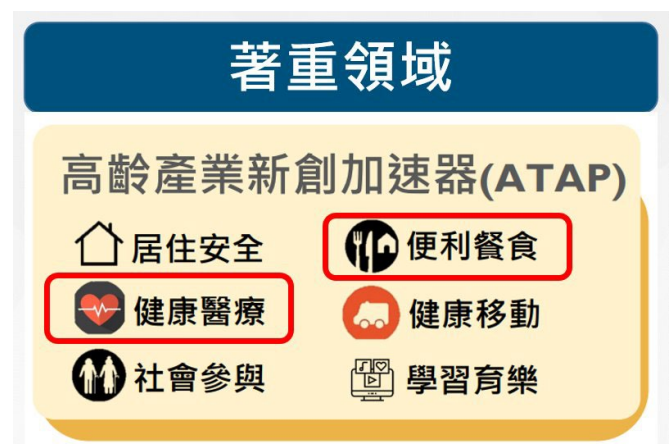 著重領域
高齡產業新創加速器(ATAP)
居住安全 便利餐食
健康醫療 健康移動
社會參與 學習育樂